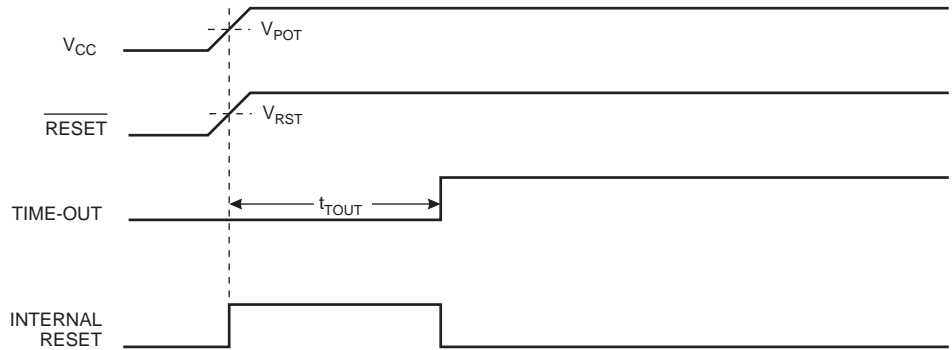 V_CC
V_POT
RESET
V_RST
TIME-OUT
t_TOUT
INTERNAL
RESET